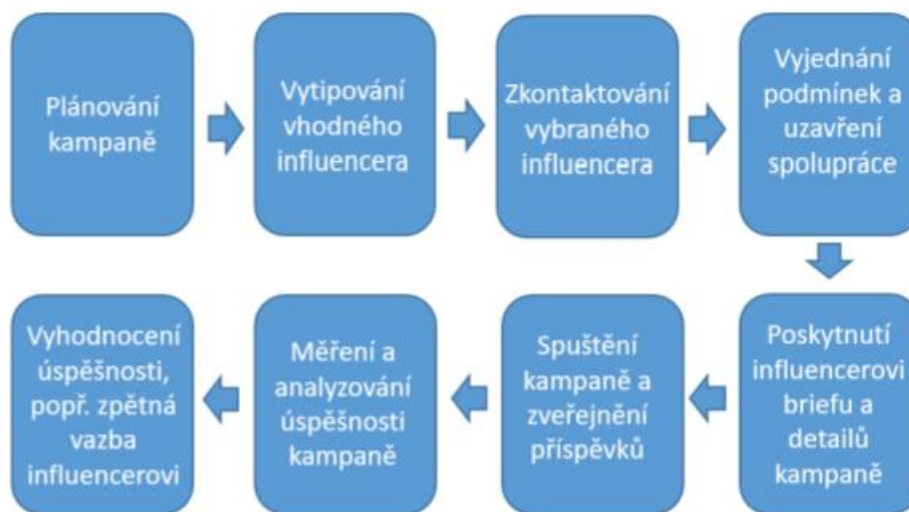 Plánování
kampaně
Vytipování
vhodného
influencera
Zkontaktování
vybraného
influencera
Vyjednání
podmínek a
uzavření
spolupráce
Poskytnutí
influencerovi
briefu a
detailů
kampaně
Spuštění
kampaně a
zveřejnění
příspěvků
Měření a
analyzování
úspěšnosti
kampaně
Vyhodnocení
úspěšnosti,
popř. zpětná
vazba
influencerovi